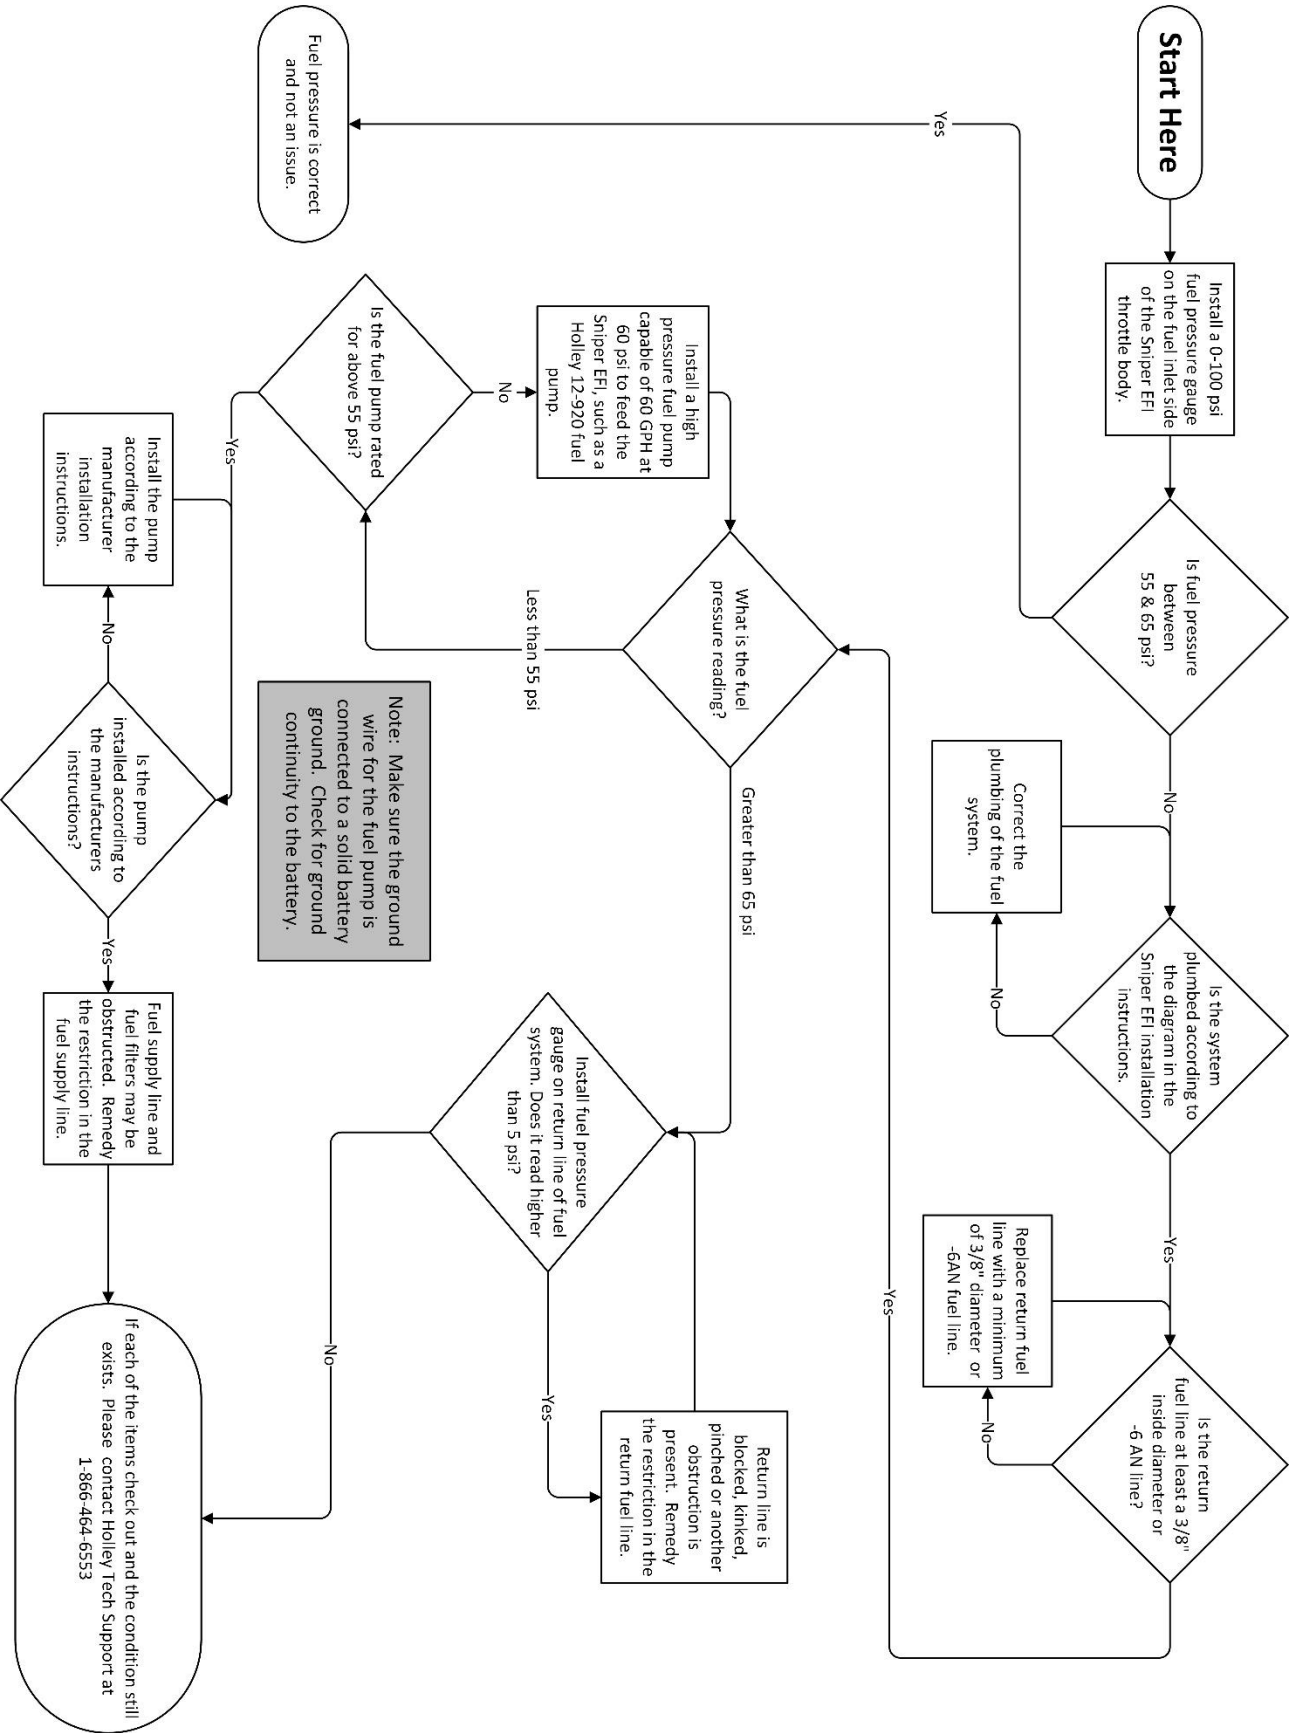 Start Here
Install a 0-100 psi
fuel pressure gauge
on the fuel inlet side
of the Sniper EFI
throttle body.
Is fuel pressure
between
55 & 65 psi?
Yes
No
Is the system
plumbed according to
the diagram in the
Sniper EFI installation
instructions.
No
Yes
Correct the
plumbing of the fuel
system.
Is the return
fuel line at least a 3/8"
inside diameter or
-6 AN line?
No
Yes
Replace return fuel
line with a minimum
of 3/8" diameter or
-6AN fuel line.
Fuel pressure is correct
and not an issue.
What is the fuel
pressure reading?
Less than 55 psi
Greater than 65 psi
Install a high
pressure fuel pump
capable of 60 GPH at
60 psi to feed the
Sniper EFI, such as a
Holley 12-920 fuel
pump.
Is the fuel pump rated
for above 55 psi?
No
Yes
Install fuel pressure
gauge on return line of fuel
system. Does it read higher
than 5 psi?
Yes
No
Return line is
blocked, kinked,
pinched or another
obstruction is
present. Remedy
the restriction in the
return fuel line.
Note: Make sure the ground
wire for the fuel pump is
connected to a solid battery
ground. Check for ground
continuity to the battery.
Install the pump
according to the
manufacturer
installation
instructions.
No
Is the pump
installed according to
the manufacturers
instructions?
Yes
Fuel supply line and
fuel filters may be
obstructed. Remedy
the restriction in the
fuel supply line.
If each of the items check out and the condition still
exists. Please contact Holley Tech Support at
1-866-464-6553